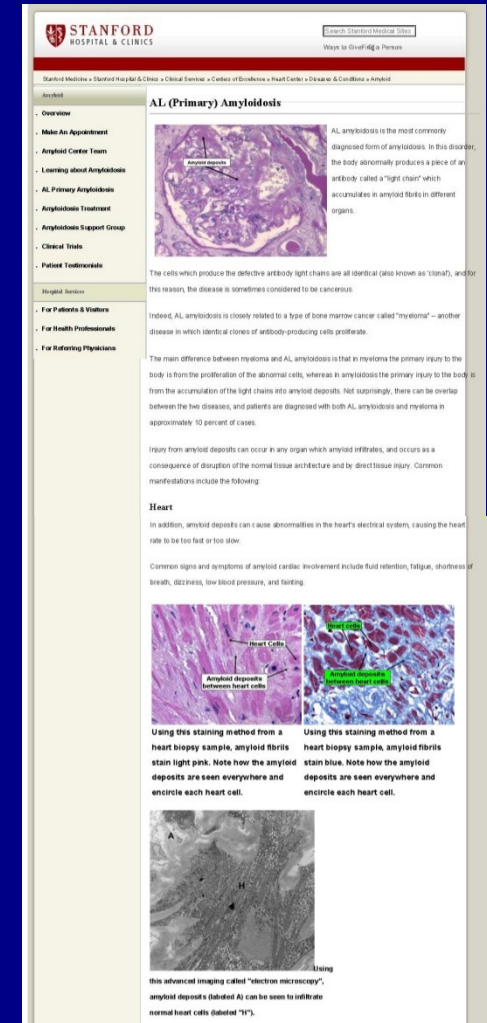 STANFORD
HOSPITAL & CLINICS
Search Stanford Medical Sites
Ways to Give
a Person
Stanford Medicine » Stanford Hospital & Clinics » Clinical Services » Centers of Excellence » Heart Center » Diseases & Conditions » Amyloid
Amyloid
Overview
Make An Appointment
Amyloid Center Team
Learning about Amyloidosis
AL Primary Amyloidosis
Amyloidosis Treatment
Amyloidosis Support Group
Clinical Trials
Patient Testimonials
Hospital Services
For Patients & Visitors
For Health Professionals
For Referring Physicians
AL (Primary) Amyloidosis
Amyloid deposits
AL amyloidosis is the most commonly
diagnosed form of amyloidosis. In this disorder,
the body abnormally produces a piece of an
antibody called a "light chain" which
accumulates in amyloid fibrils in different
organs.
The cells which produce the defective antibody light chains are all identical (also known as 'clonal'), and for
this reason, the disease is sometimes considered to be cancerous.
Indeed, AL amyloidosis is closely related to a type of bone marrow cancer called "myeloma" -- another
disease in which identical clones of antibody-producing cells proliferate.
The main difference between myeloma and AL amyloidosis is that in myeloma the primary injury to the
body is from the proliferation of the abnormal cells, whereas in amyloidosis the primary injury to the body is
from the accumulation of the light chains into amyloid deposits. Not surprisingly, there can be overlap
between the two diseases, and patients are diagnosed with both AL amyloidosis and myeloma in
approximately 10 percent of cases.
Injury from amyloid deposits can occur in any organ which amyloid infiltrates, and occurs as a
consequence of disruption of the normal tissue architecture and by direct tissue injury. Common
manifestations include the following:
Heart
In addition, amyloid deposits can cause abnormalities in the heart's electrical system, causing the heart
rate to be too fast or too slow.
Common signs and symptoms of amyloid cardiac involvement include fluid retention, fatigue, shortness of
breath, dizziness, low blood pressure, and fainting.
Heart Cells
Amyloid deposits
between heart cells
Heart cells
Amyloid deposits
between heart cells
Using this staining method from a
heart biopsy sample, amyloid fibrils
stain light pink. Note how the amyloid
deposits are seen everywhere and
encircle each heart cell.
Using this staining method from a
heart biopsy sample, amyloid fibrils
stain blue. Note how the amyloid
deposits are seen everywhere and
encircle each heart cell.
A
H
Using
this advanced imaging called "electron microscopy",
amyloid deposits (labeled A) can be seen to infiltrate
normal heart cells (labeled "H").